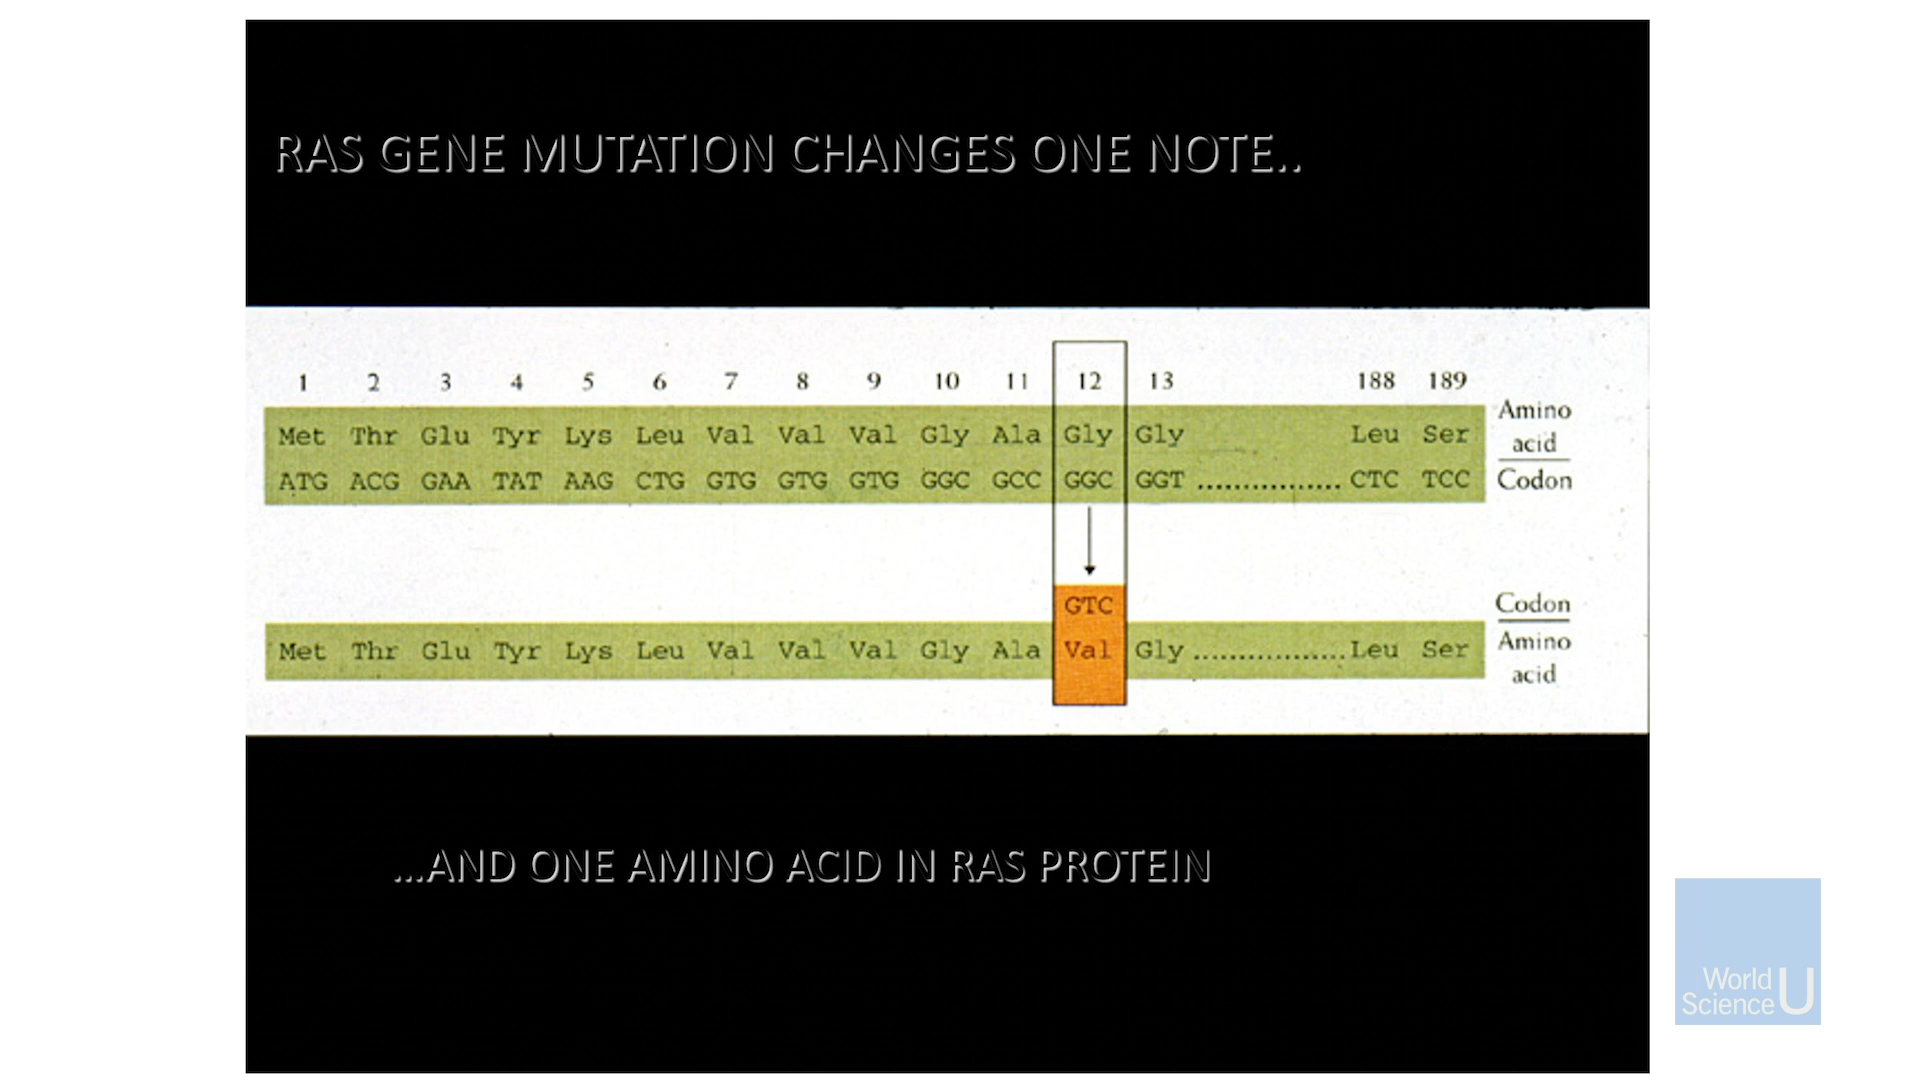 RAS GENE MUTATION CHANGES ONE NOTE..
1 2 3 4 5 6 7 8 9 10 11 12 13 188 189
Met Thr Glu Tyr Lys Leu Val Val Val Gly Ala Gly Gly Leu Ser
Amino
acid
ATG ACG GAA TAT AAG CTG GTG GTG GTG GGC GCC GGC GGT ................ CTC TCC
Codon
GTC
Codon
Met Thr Glu Tyr Lys Leu Val Val Val Gly Ala Val Gly ................. Leu Ser
Amino
acid
...AND ONE AMINO ACID IN RAS PROTEIN
World
Science U